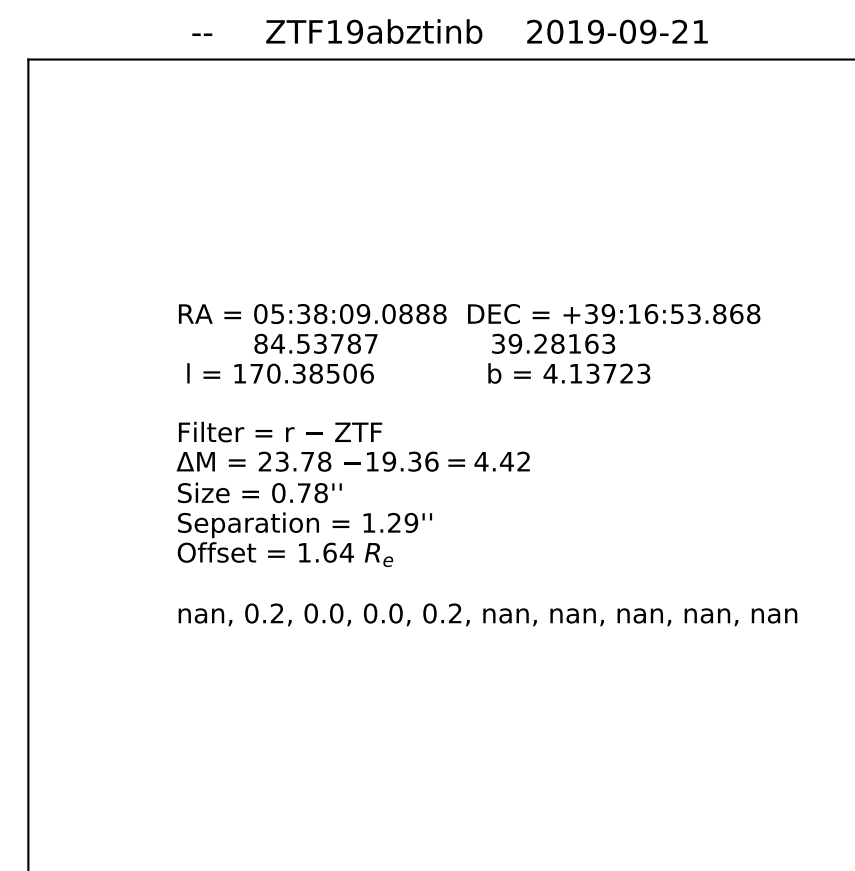 -- ZTF19abztinb 2019-09-21
RA = 05:38:09.0888 DEC = +39:16:53.868
84.53787 39.28163
l = 170.38506 b = 4.13723
Filter = r − ZTF
ΔM = 23.78 −19.36 = 4.42
Size = 0.78''
Separation = 1.29''
Offset = 1.64 Re
nan, 0.2, 0.0, 0.0, 0.2, nan, nan, nan, nan, nan